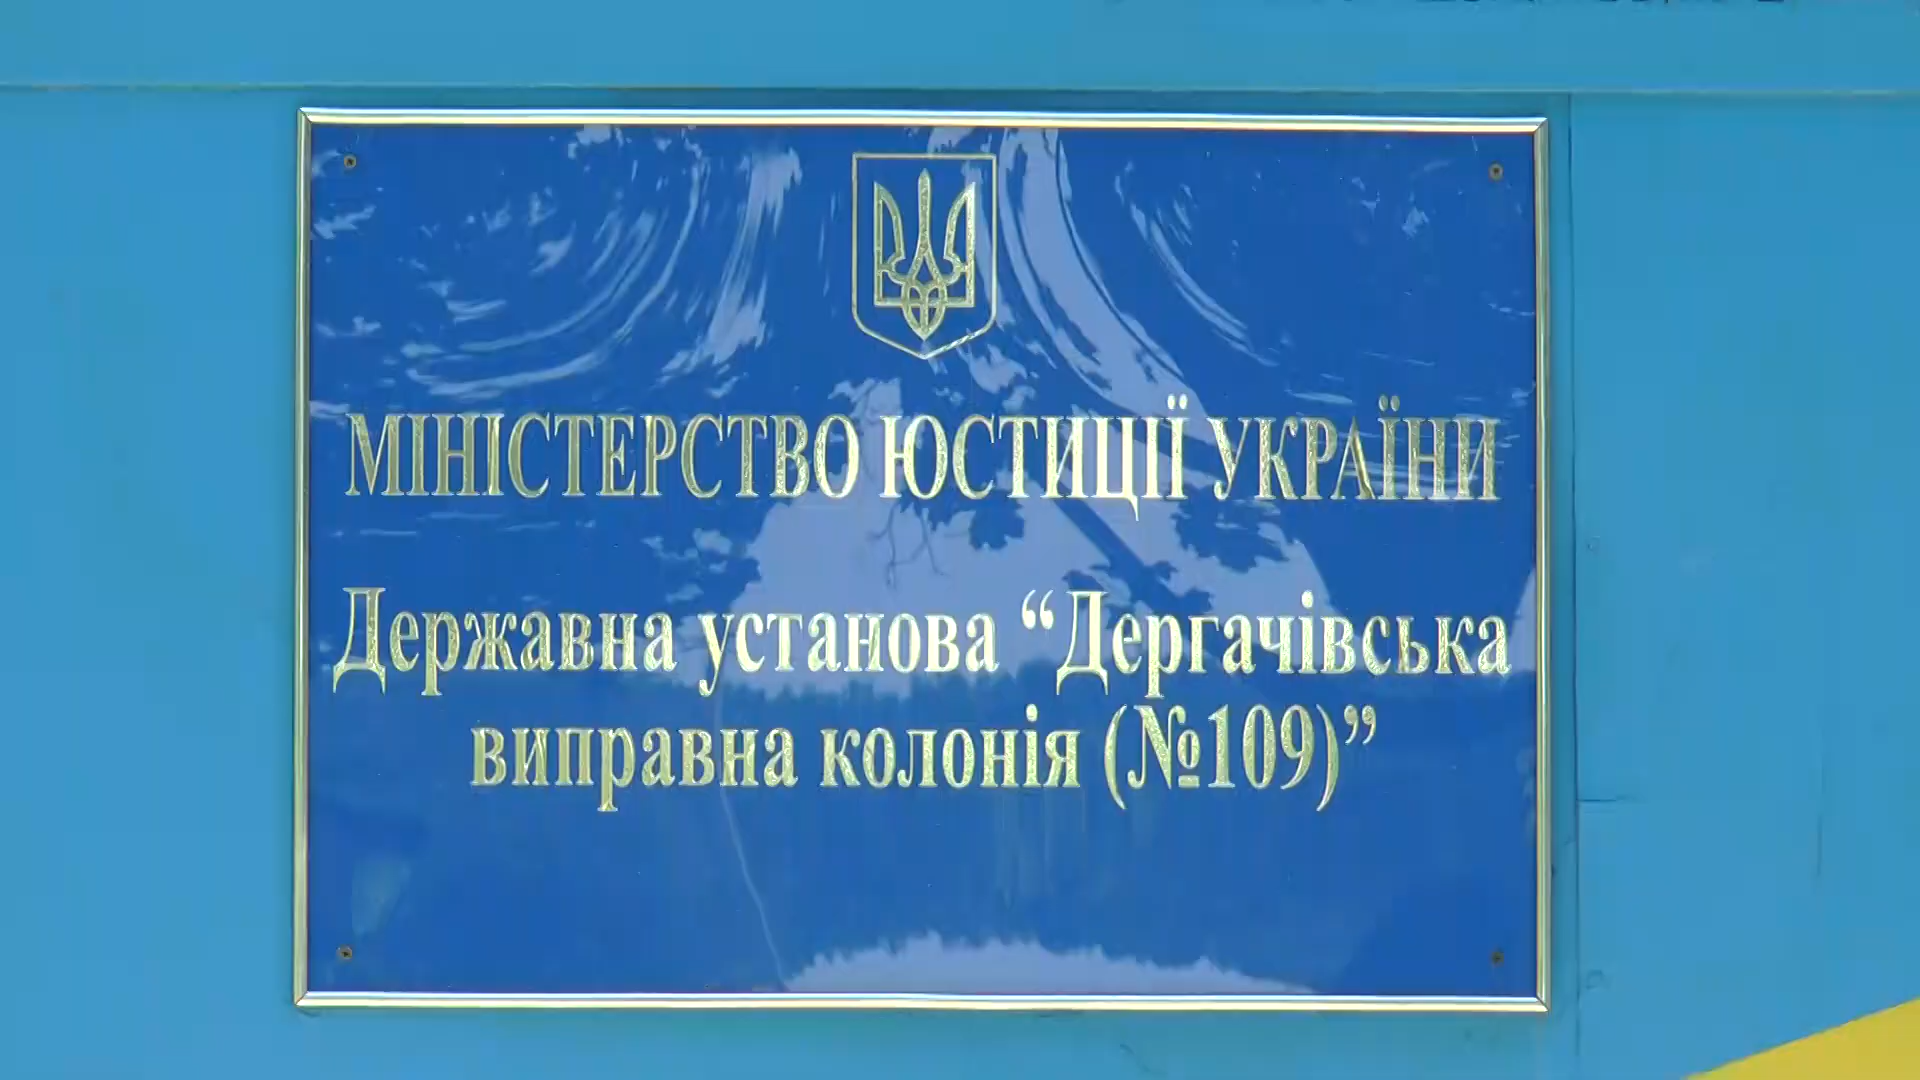 МІНІСТЕРСТВО ЮСТИЦІЇ УКРАЇНИ
Державна установа “Дергачівська
виправна колонія (№109)”